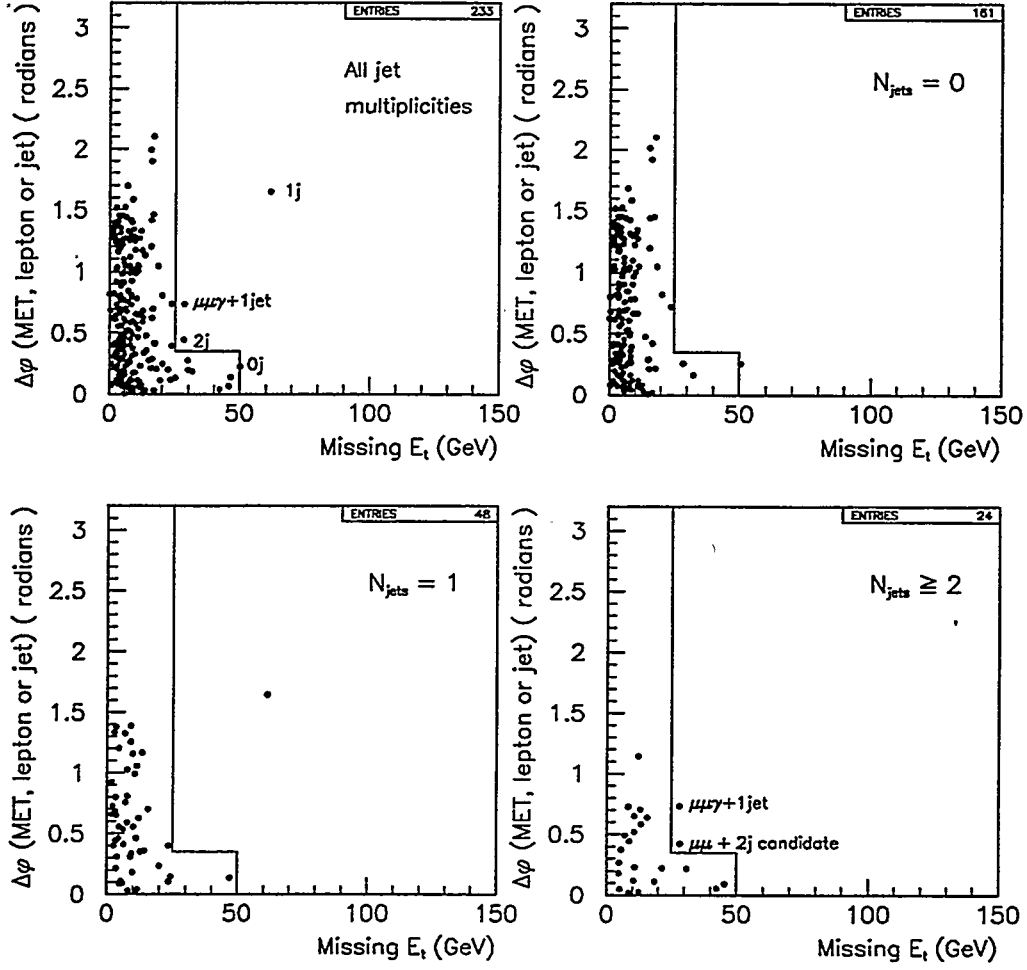 ENTRIES 233
All jet
multiplicities
1j
μμγ+1jet
2j
0j
3
2.5
2
1.5
1
0.5
0
0 50 100 150
Δφ (MET, lepton or jet) ( radians )
Missing Eₜ (GeV)
ENTRIES 161
N_jets = 0
3
2.5
2
1.5
1
0.5
0
0 50 100 150
Δφ (MET, lepton or jet) ( radians )
Missing Eₜ (GeV)
ENTRIES 48
N_jets = 1
3
2.5
2
1.5
1
0.5
0
0 50 100 150
Δφ (MET, lepton or jet) ( radians )
Missing Eₜ (GeV)
ENTRIES 24
N_jets ≧ 2
μμγ+1jet
μμ + 2j candidate
3
2.5
2
1.5
1
0.5
0
0 50 100 150
Δφ (MET, lepton or jet) ( radians )
Missing Eₜ (GeV)